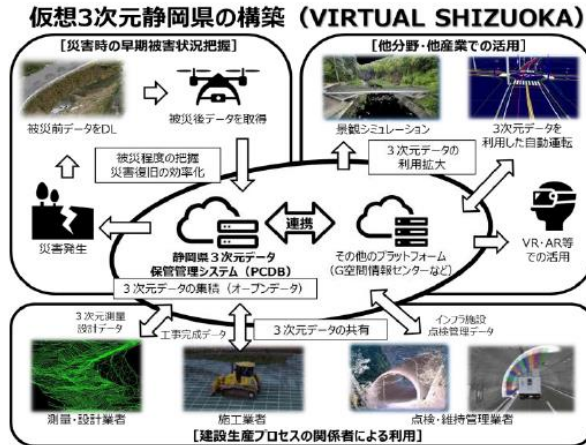 仮想3次元静岡県の構築（VIRTUAL SHIZUOKA）
[災害時の早期被害状況把握]
被災前データをDL
被災後データを取得
被災程度の把握
災害復旧の効率化
災害発生
[他分野・他産業での活用]
景観シミュレーション
3次元データを
利用した自動運転
3次元データの
利用拡大
VR・AR等
での活用
連携
静岡県3次元データ
保管管理システム（PCDB）
その他のプラットフォーム
（G空間情報センターなど）
3次元データの集積（オープンデータ）
3次元データの共有
3次元測量
設計データ
工事完成データ
インフラ施設
点検管理データ
測量・設計業者
施工業者
点検・維持管理業者
[建設生産プロセスの関係者による利用]